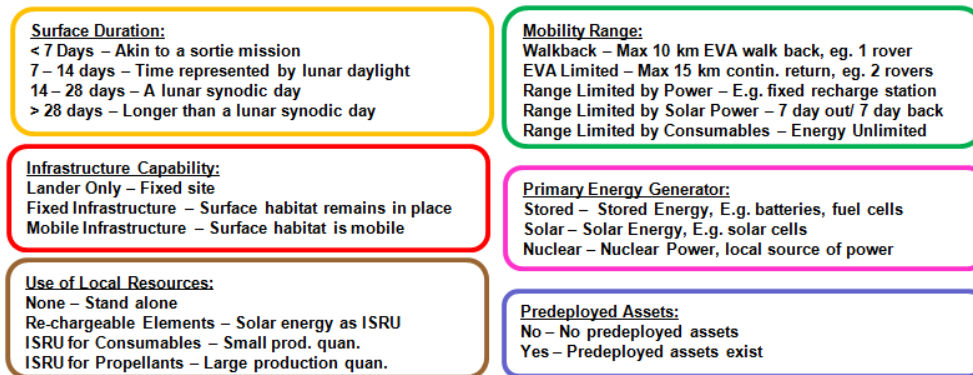 Surface Duration:
< 7 Days – Akin to a sortie mission
7 – 14 days – Time represented by lunar daylight
14 – 28 days – A lunar synodic day
> 28 days – Longer than a lunar synodic day
Infrastructure Capability:
Lander Only – Fixed site
Fixed Infrastructure – Surface habitat remains in place
Mobile Infrastructure – Surface habitat is mobile
Use of Local Resources:
None – Stand alone
Re-chargeable Elements – Solar energy as ISRU
ISRU for Consumables – Small prod. quan.
ISRU for Propellants – Large production quan.
Mobility Range:
Walkback – Max 10 km EVA walk back, eg. 1 rover
EVA Limited – Max 15 km contin. return, eg. 2 rovers
Range Limited by Power – E.g. fixed recharge station
Range Limited by Solar Power – 7 day out/ 7 day back
Range Limited by Consumables – Energy Unlimited
Primary Energy Generator:
Stored – Stored Energy, E.g. batteries, fuel cells
Solar – Solar Energy, E.g. solar cells
Nuclear – Nuclear Power, local source of power
Predeployed Assets:
No – No predeployed assets
Yes – Predeployed assets exist